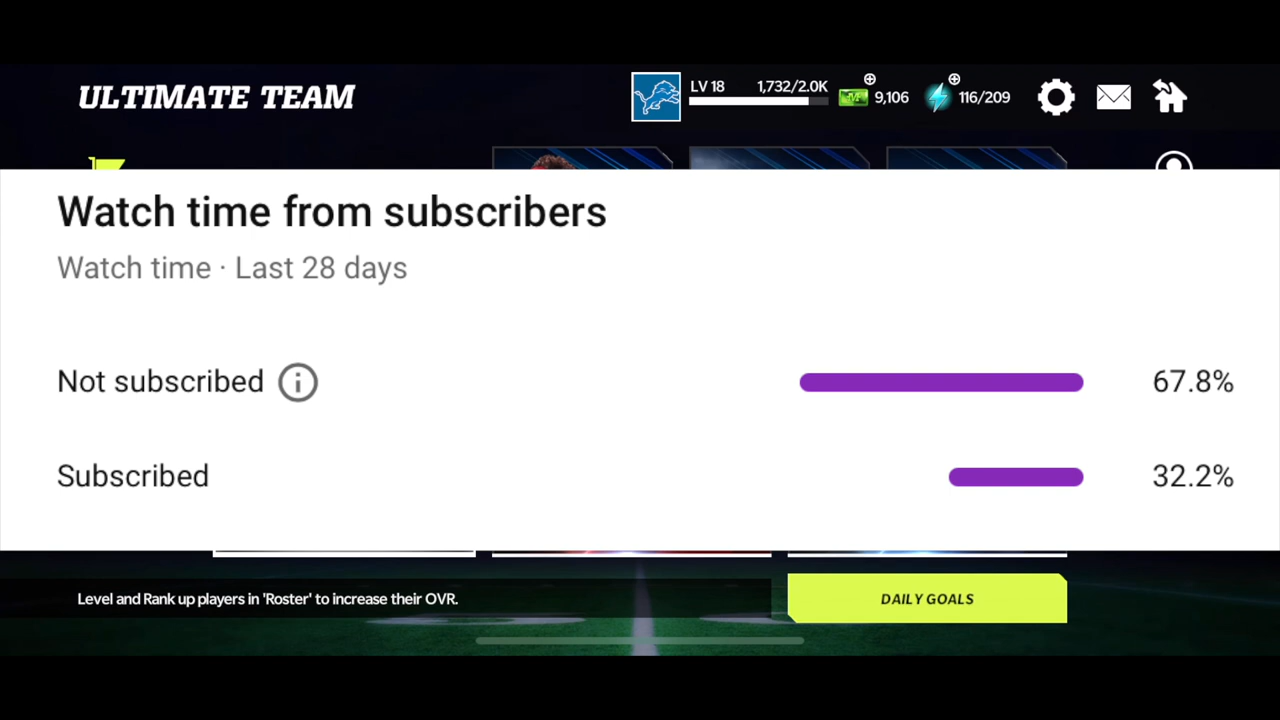 ULTIMATE TEAM
LV 18 1,732/2.0K 9,106 116/209
Watch time from subscribers
Watch time · Last 28 days
Not subscribed 67.8%
Subscribed 32.2%
Level and Rank up players in 'Roster' to increase their OVR.
DAILY GOALS